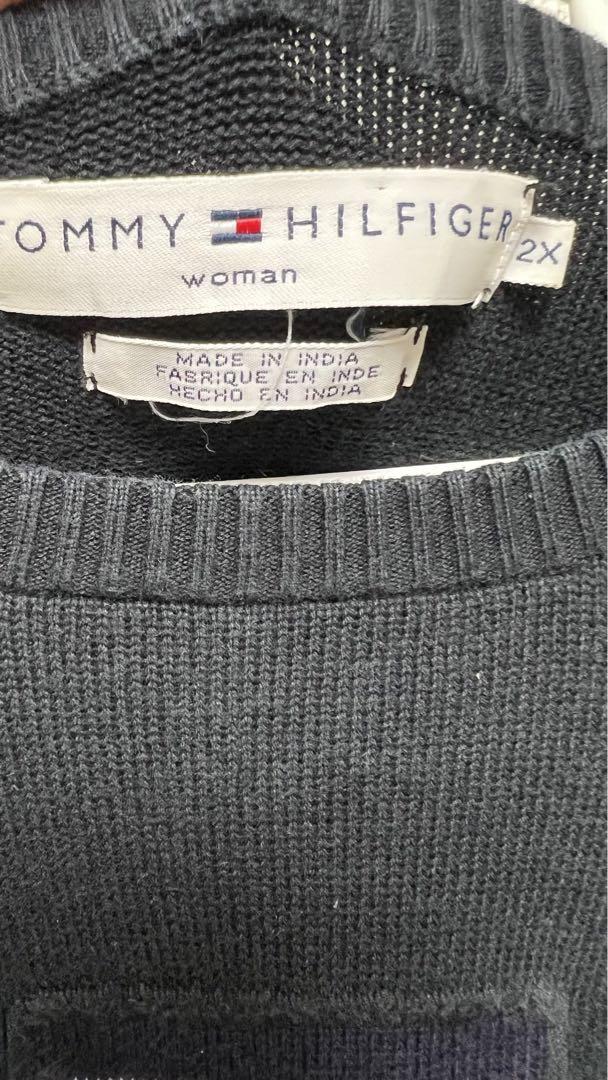 TOMMY HILFIGER
2X
woman
MADE IN INDIA
FABRIQUE EN INDE
HECHO EN INDIA